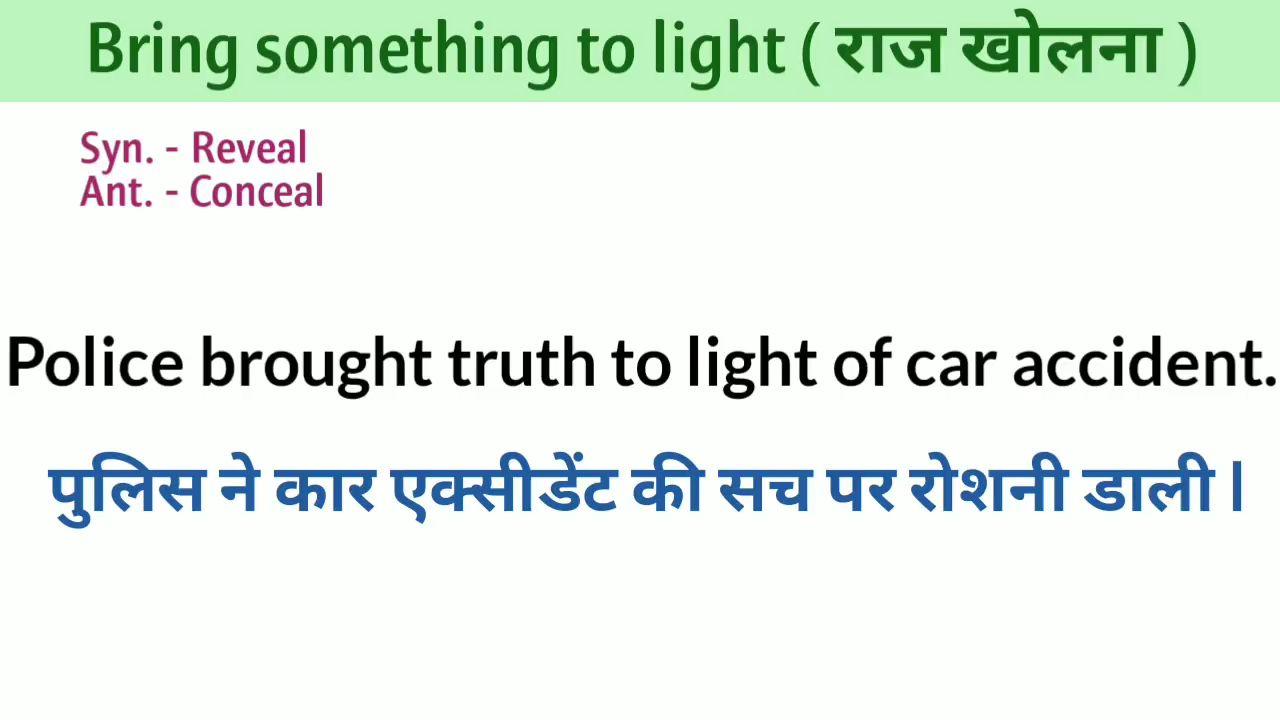 Bring something to light ( राज खोलना )
Syn. - Reveal
Ant. - Conceal
Police brought truth to light of car accident.
पुलिस ने कार एक्सीडेंट की सच पर रोशनी डाली ।